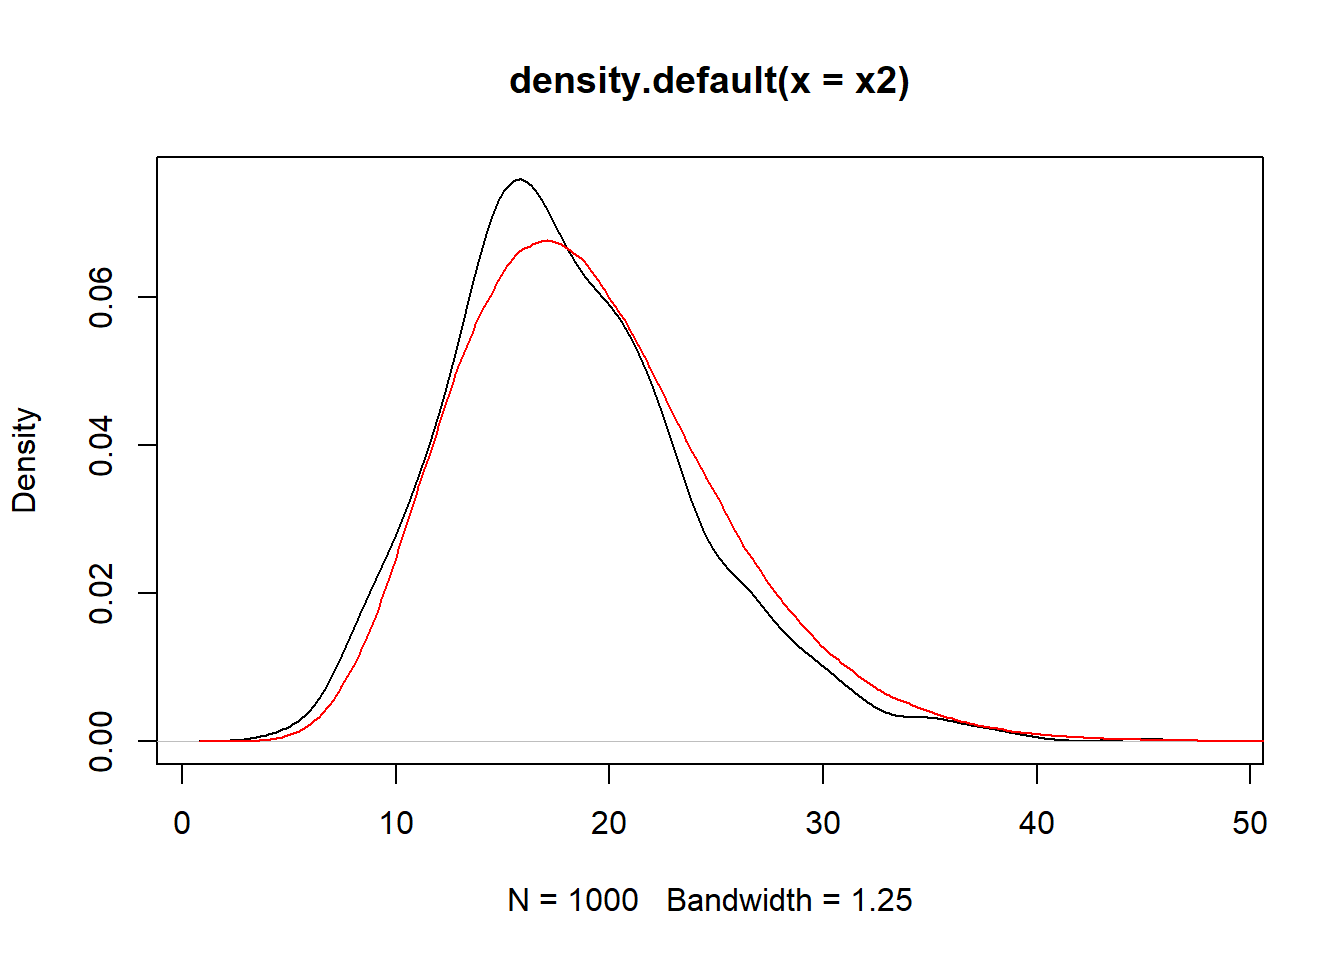 density.default(x = x2)
Density
0.00
0.02
0.04
0.06
0 10 20 30 40 50
N = 1000   Bandwidth = 1.25